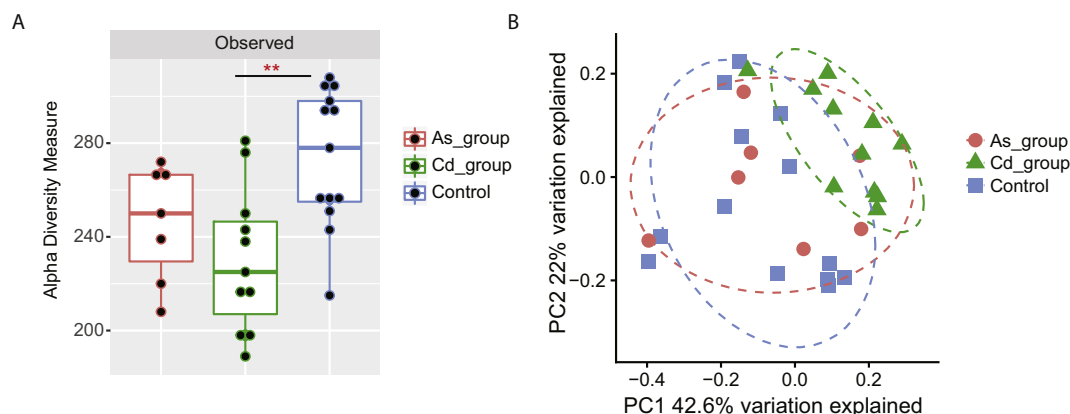 A
Observed
**
Alpha Diversity Measure
280
240
200
As_group
Cd_group
Control
B
PC2 22% variation explained
0.2
0.0
−0.2
−0.4
−0.2
0.0
0.2
PC1 42.6% variation explained
As_group
Cd_group
Control